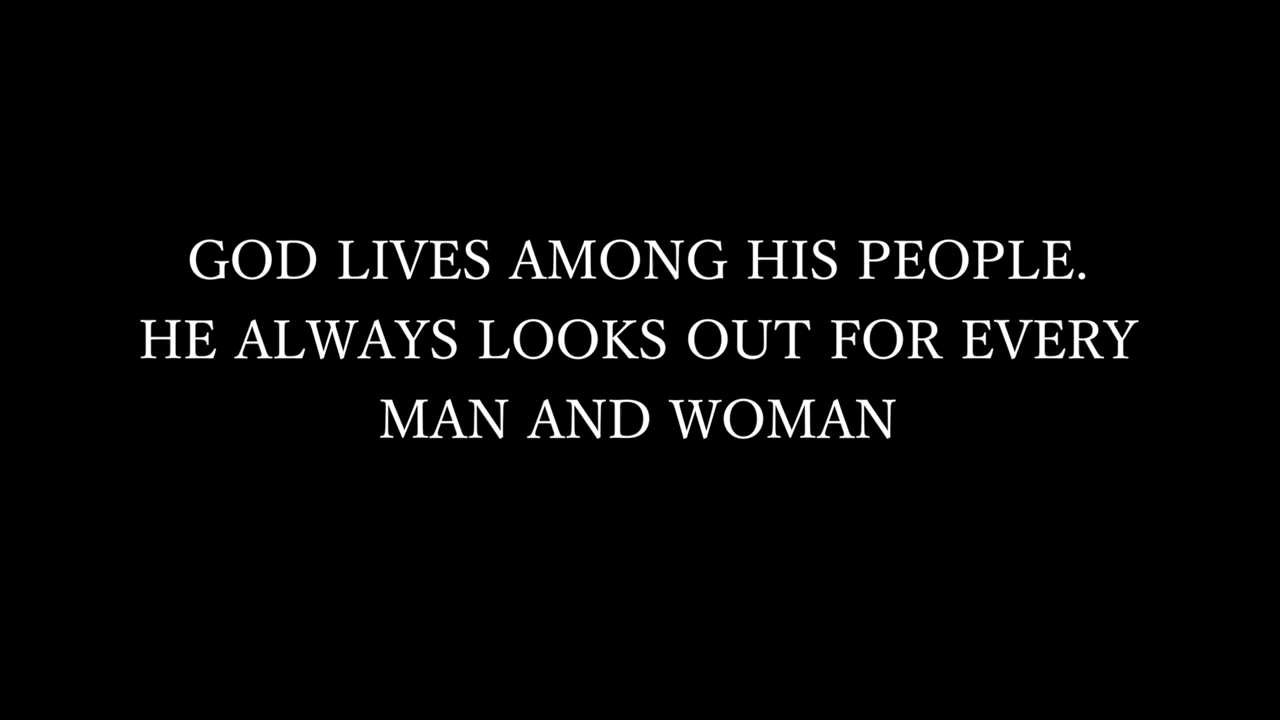 GOD LIVES AMONG HIS PEOPLE.
HE ALWAYS LOOKS OUT FOR EVERY
MAN AND WOMAN